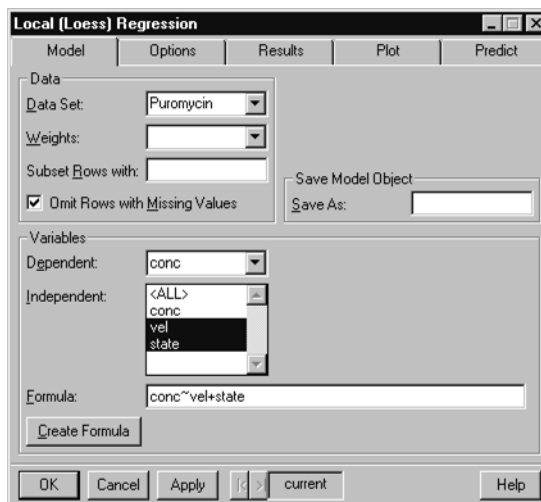 Local (Loess) Regression
Model Options Results Plot Predict
Data
Data Set: Puromycin
Weights:
Subset Rows with:
Omit Rows with Missing Values
Save Model Object
Save As:
Variables
Dependent: conc
Independent: <ALL>
conc
vel
state
Formula: conc~vel+state
Create Formula
OK Cancel Apply current Help